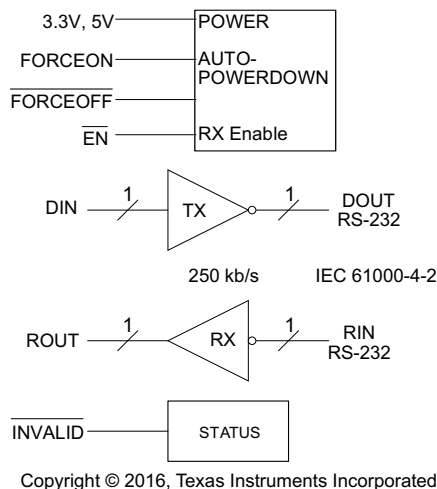 3.3V, 5V POWER
FORCEON AUTO-
POWERDOWN
FORCEOFF
EN RX Enable
1 1
DIN TX DOUT
RS-232
250 kb/s IEC 61000-4-2
1 1
ROUT RX RIN
RS-232
INVALID STATUS
Copyright © 2016, Texas Instruments Incorporated